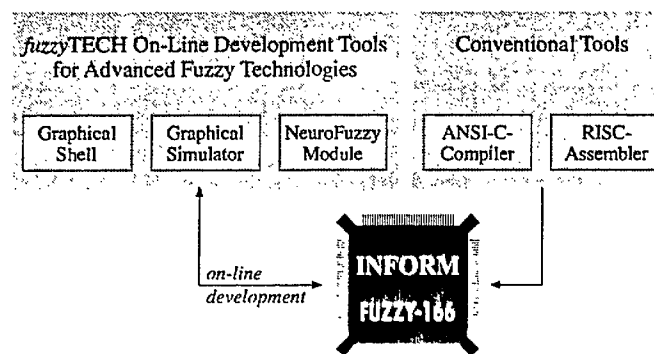 fuzzyTECH On-Line Development Tools
for Advanced Fuzzy Technologies
Conventional Tools
Graphical
Shell
Graphical
Simulator
NeuroFuzzy
Module
ANSI-C-
Compiler
RISC-
Assembler
on-line
development
INFORM
FUZZY-166